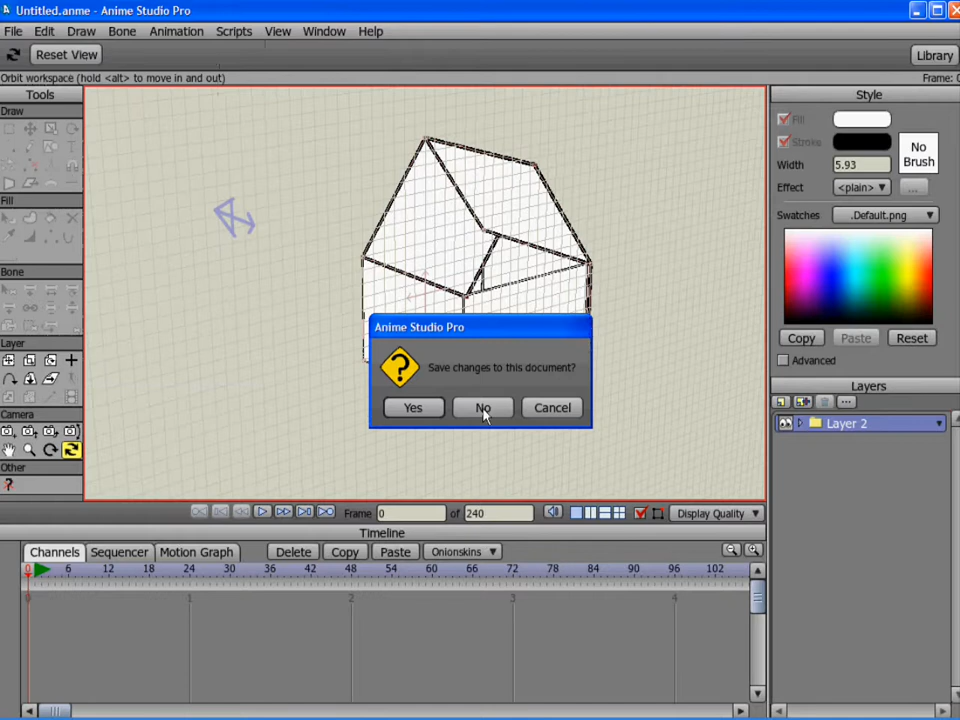 Untitled.anme - Anime Studio Pro
File Edit Draw Bone Animation Scripts View Window Help
Reset View
Library
Orbit workspace (hold <alt> to move in and out)
Frame: 0
Tools
Draw
Fill
Bone
Layer
Camera
Other
Style
Fill
Stroke
No Brush
Width 5.93
Effect <plain> ...
Swatches .Default.png
Copy Paste Reset
Advanced
Layers
Layer 2
Anime Studio Pro
Save changes to this document?
Yes No Cancel
Frame 0 of 240
Display Quality
Timeline
Channels Sequencer Motion Graph Delete Copy Paste Onionskins
0 6 12 18 24 30 36 42 48 54 60 66 72 78 84 90 96 102
0 1 2 3 4